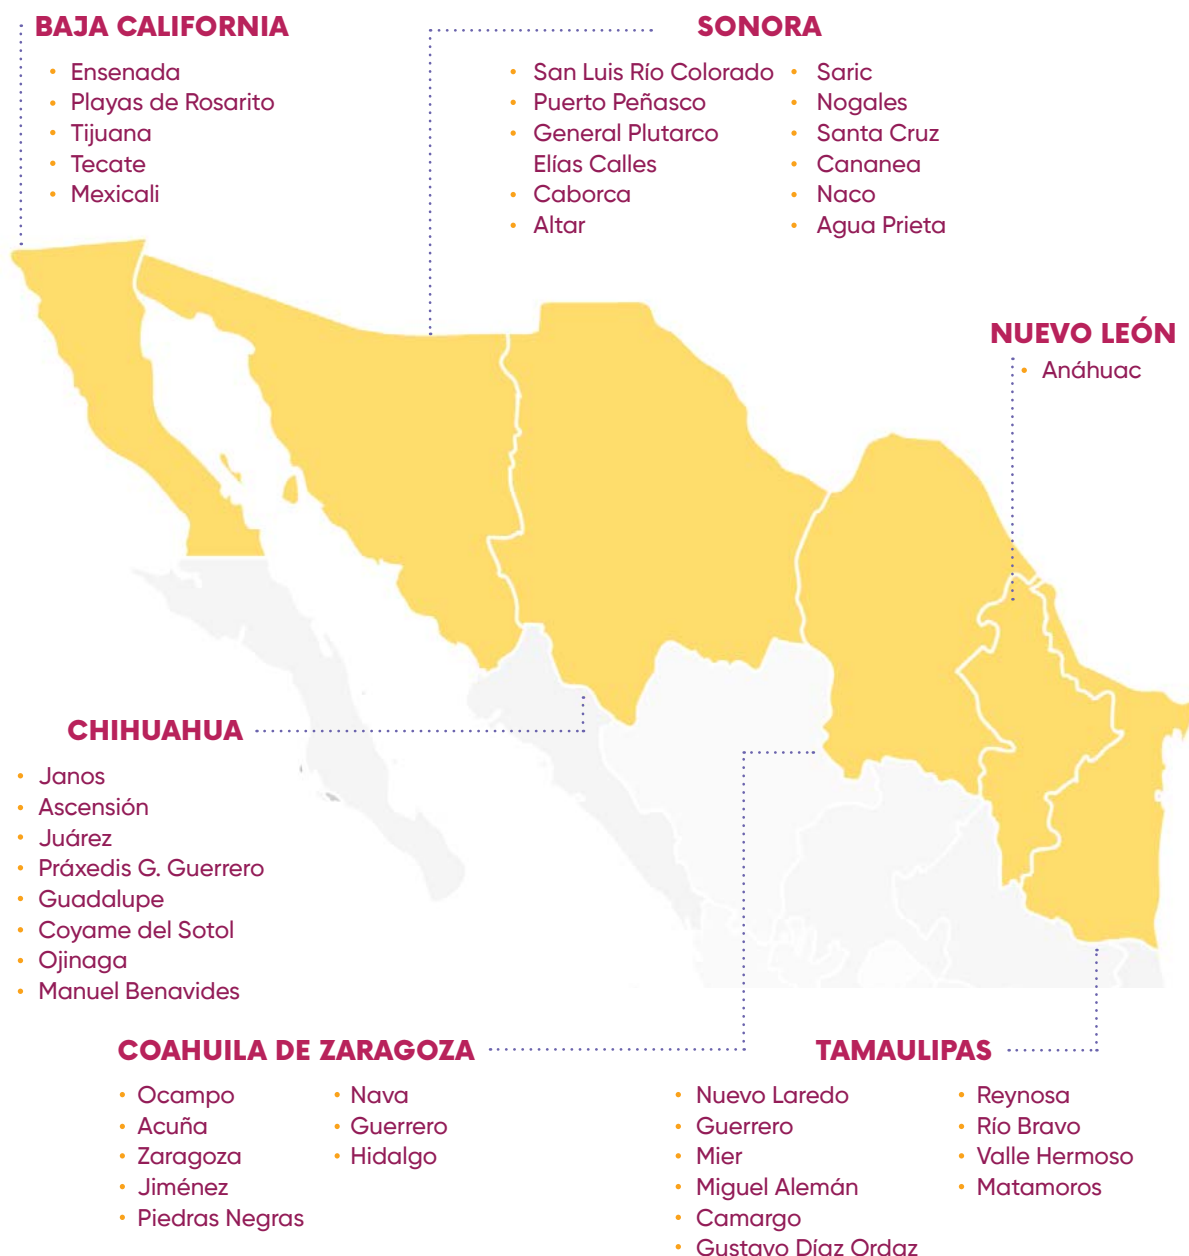 BAJA CALIFORNIA
• Ensenada
• Playas de Rosarito
• Tijuana
• Tecate
• Mexicali
SONORA
• San Luis Río Colorado
• Puerto Peñasco
• General Plutarco
Elías Calles
• Caborca
• Altar
• Saric
• Nogales
• Santa Cruz
• Cananea
• Naco
• Agua Prieta
NUEVO LEÓN
• Anáhuac
CHIHUAHUA
• Janos
• Ascensión
• Juárez
• Práxedis G. Guerrero
• Guadalupe
• Coyame del Sotol
• Ojinaga
• Manuel Benavides
COAHUILA DE ZARAGOZA
• Ocampo
• Acuña
• Zaragoza
• Jiménez
• Piedras Negras
• Nava
• Guerrero
• Hidalgo
TAMAULIPAS
• Nuevo Laredo
• Guerrero
• Mier
• Miguel Alemán
• Camargo
• Gustavo Díaz Ordaz
• Reynosa
• Río Bravo
• Valle Hermoso
• Matamoros